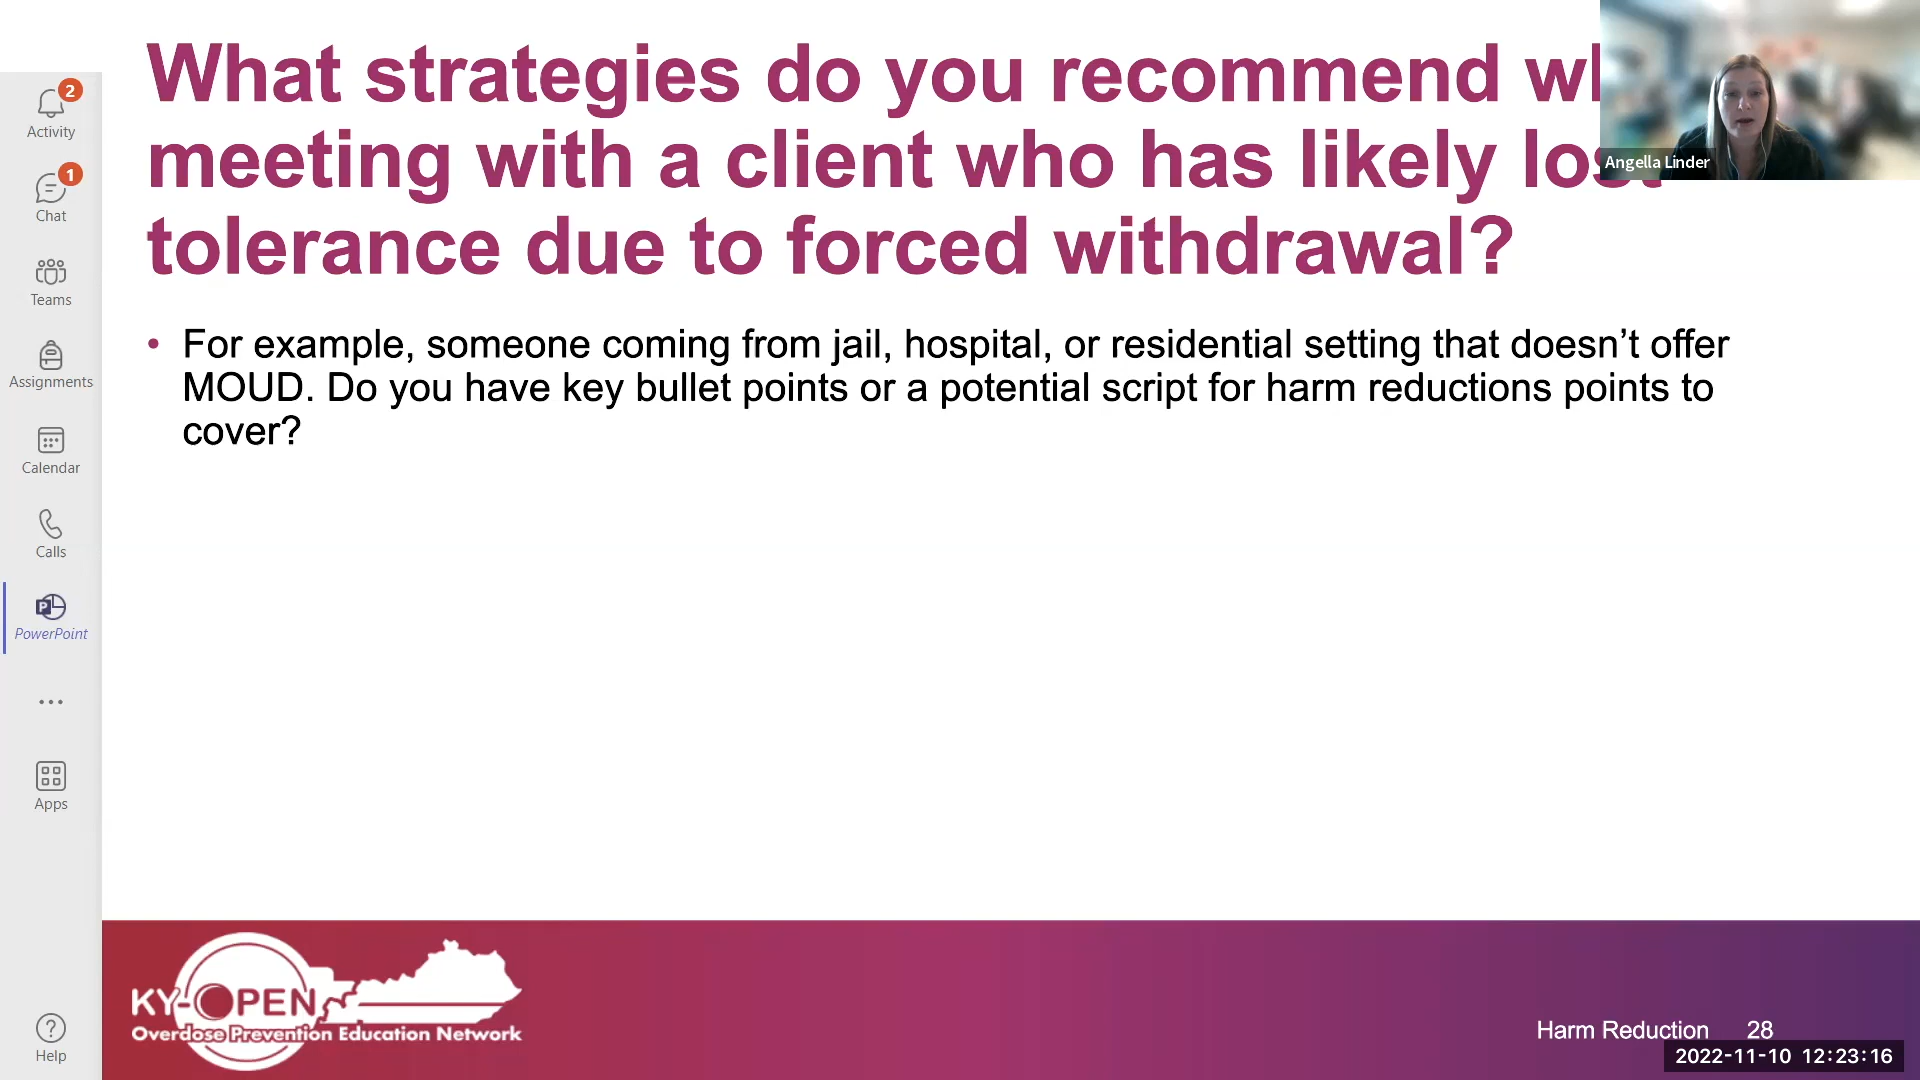 What strategies do you recommend
meeting with a client who has likely lost
tolerance due to forced withdrawal?
• For example, someone coming from jail, hospital, or residential setting that doesn’t offer
MOUD. Do you have key bullet points or a potential script for harm reductions points to
cover?
Angella Linder
2
Activity
1
Chat
Teams
Assignments
Calendar
Calls
PowerPoint
Apps
Help
KY-OPEN
Overdose Prevention Education Network
Harm Reduction 28
2022-11-10 12:23:16